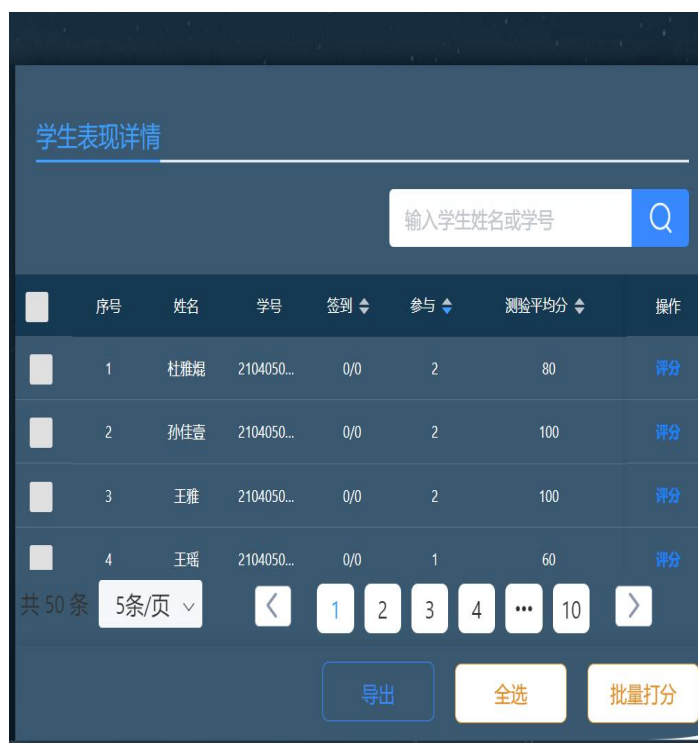 学生表现详情
输入学生姓名或学号
序号 姓名 学号 签到 参与 测验平均分 操作
1 杜雅焜 2104050... 0/0 2 80 评分
2 孙佳壹 2104050... 0/0 2 100 评分
3 王雅 2104050... 0/0 2 100 评分
4 王瑶 2104050... 0/0 1 60 评分
共 50 条 5条/页 1 2 3 4 ••• 10
导出 全选 批量打分